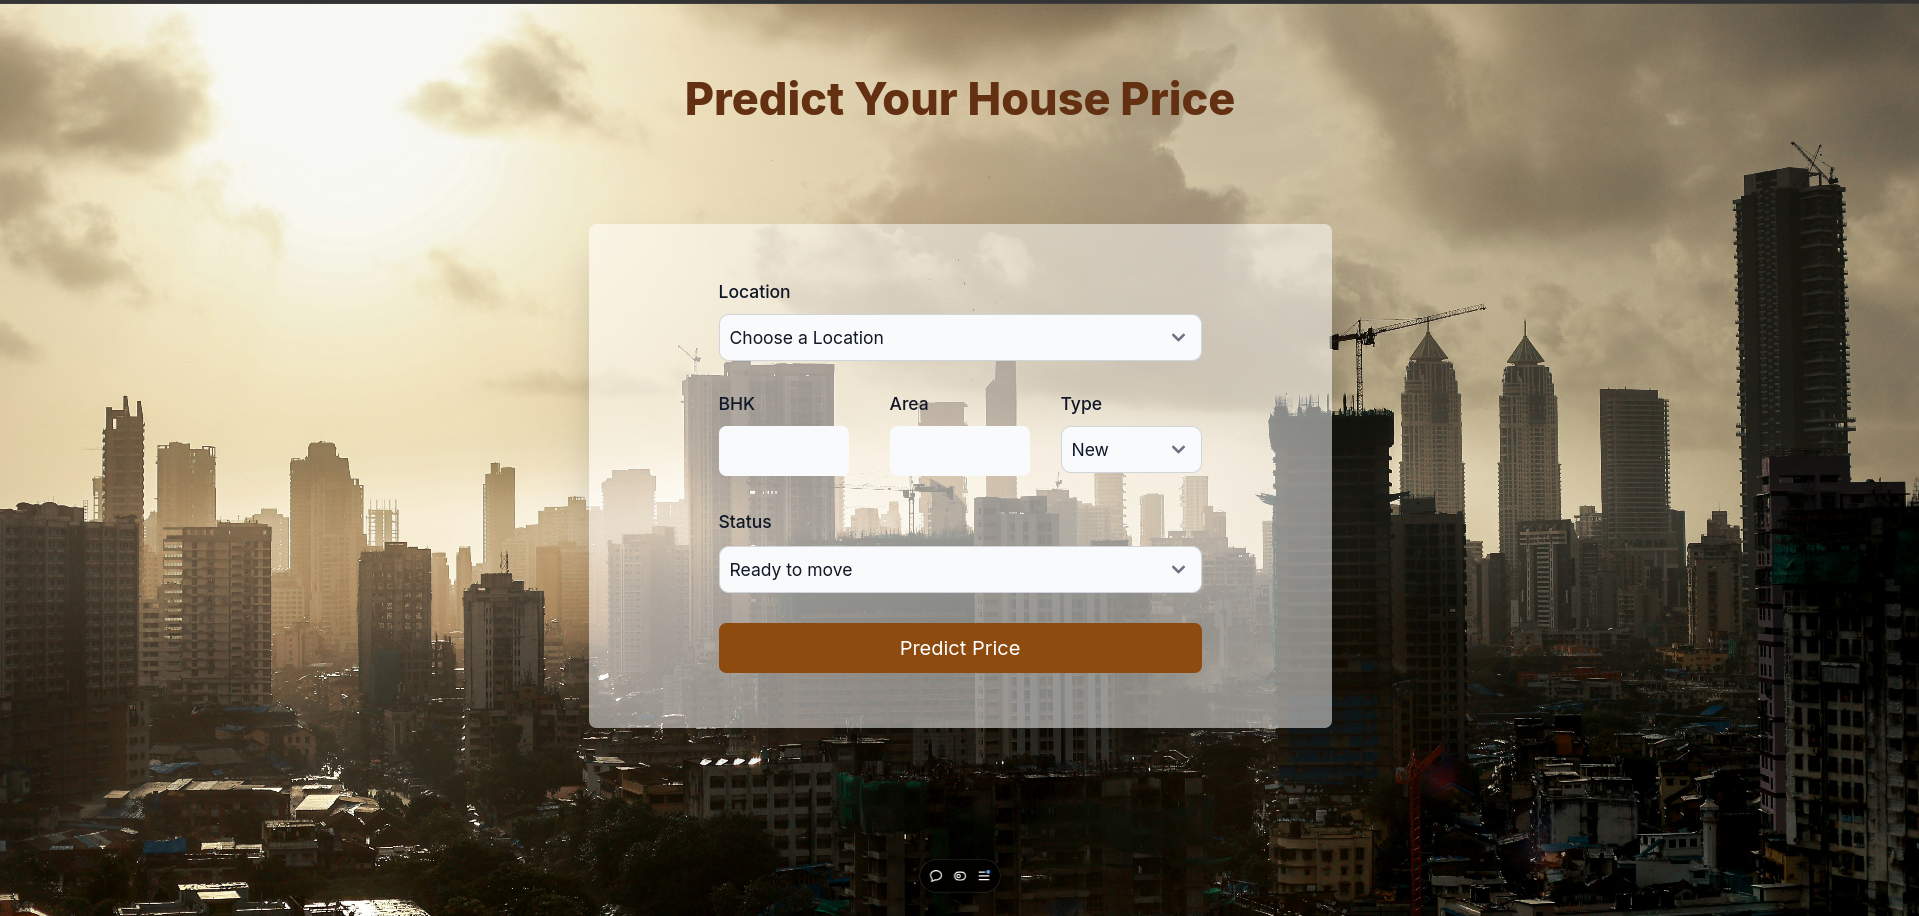 Predict Your House Price
Location
Choose a Location
BHK Area Type
New
Status
Ready to move
Predict Price